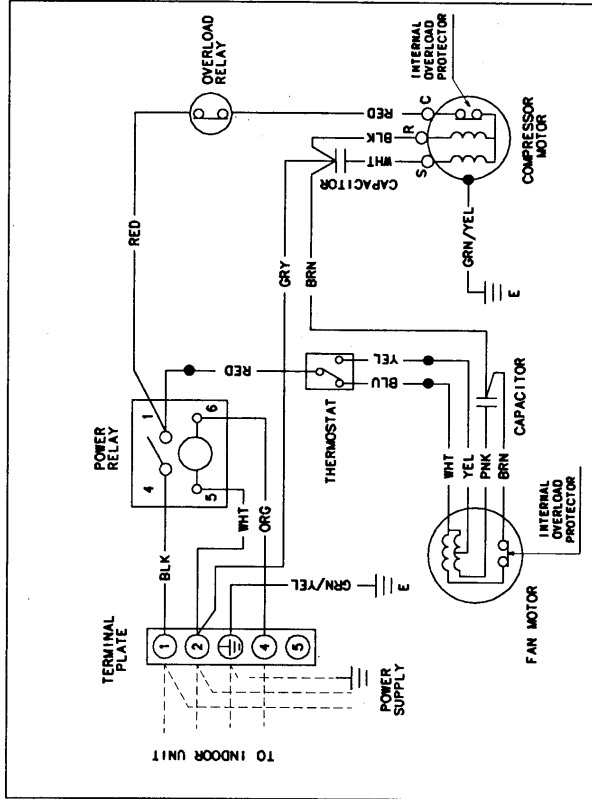 TERMINAL
PLATE
1
2
4
5
TO INDOOR UNIT
POWER
SUPPLY
BLK
WHT
ORG
GRN/YEL
E
POWER
RELAY
4
1
5
6
RED
RED
THERMOSTAT
BLU
YEL
GRY
BRN
OVERLOAD
RELAY
RED
BLK
WHT
CAPACITOR
C
R
S
INTERNAL
OVERLOAD
PROTECTOR
COMPRESSOR
MOTOR
GRN/YEL
E
CAPACITOR
WHT
YEL
PNK
BRN
INTERNAL
OVERLOAD
PROTECTOR
FAN MOTOR